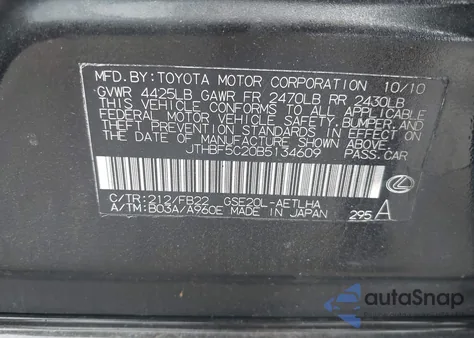 MFD. BY: TOYOTA MOTOR CORPORATION 10/10
GVWR 4425LB GAWR FR 2470LB RR 2430LB
THIS VEHICLE CONFORMS TO ALL APPLICABLE
FEDERAL MOTOR VEHICLE SAFETY, BUMPER, AND
THEFT PREVENTION STANDARDS IN EFFECT ON
THE DATE OF MANUFACTURE SHOWN ABOVE.
JTHBF5C20B5134609 PASS.CAR
C/TR:212/FB22 GSE20L-AETLHA
A/TM:B03A/A960E MADE IN JAPAN 295 A
autoSnap